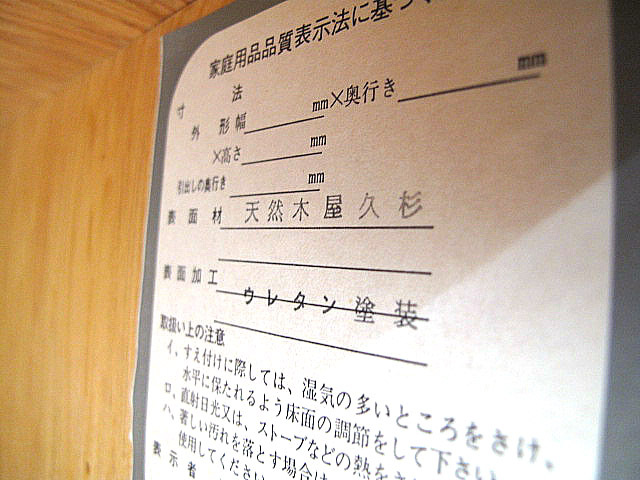 家庭用品品質表示法に基づ
寸法
外形幅 mm×奥行き mm
×高さ mm
引出しの奥行き mm
表面材 天然木屋久杉
表面加工
ウレタン塗装
取扱い上の注意
イ、すえ付けに際しては、湿気の多いところをさけ、
水平に保たれるよう床面の調節をして下さい
ロ、直射日光又は、ストーブなどの熱をさ
ハ、著しい汚れを落とす場合は
使用してください
表示者